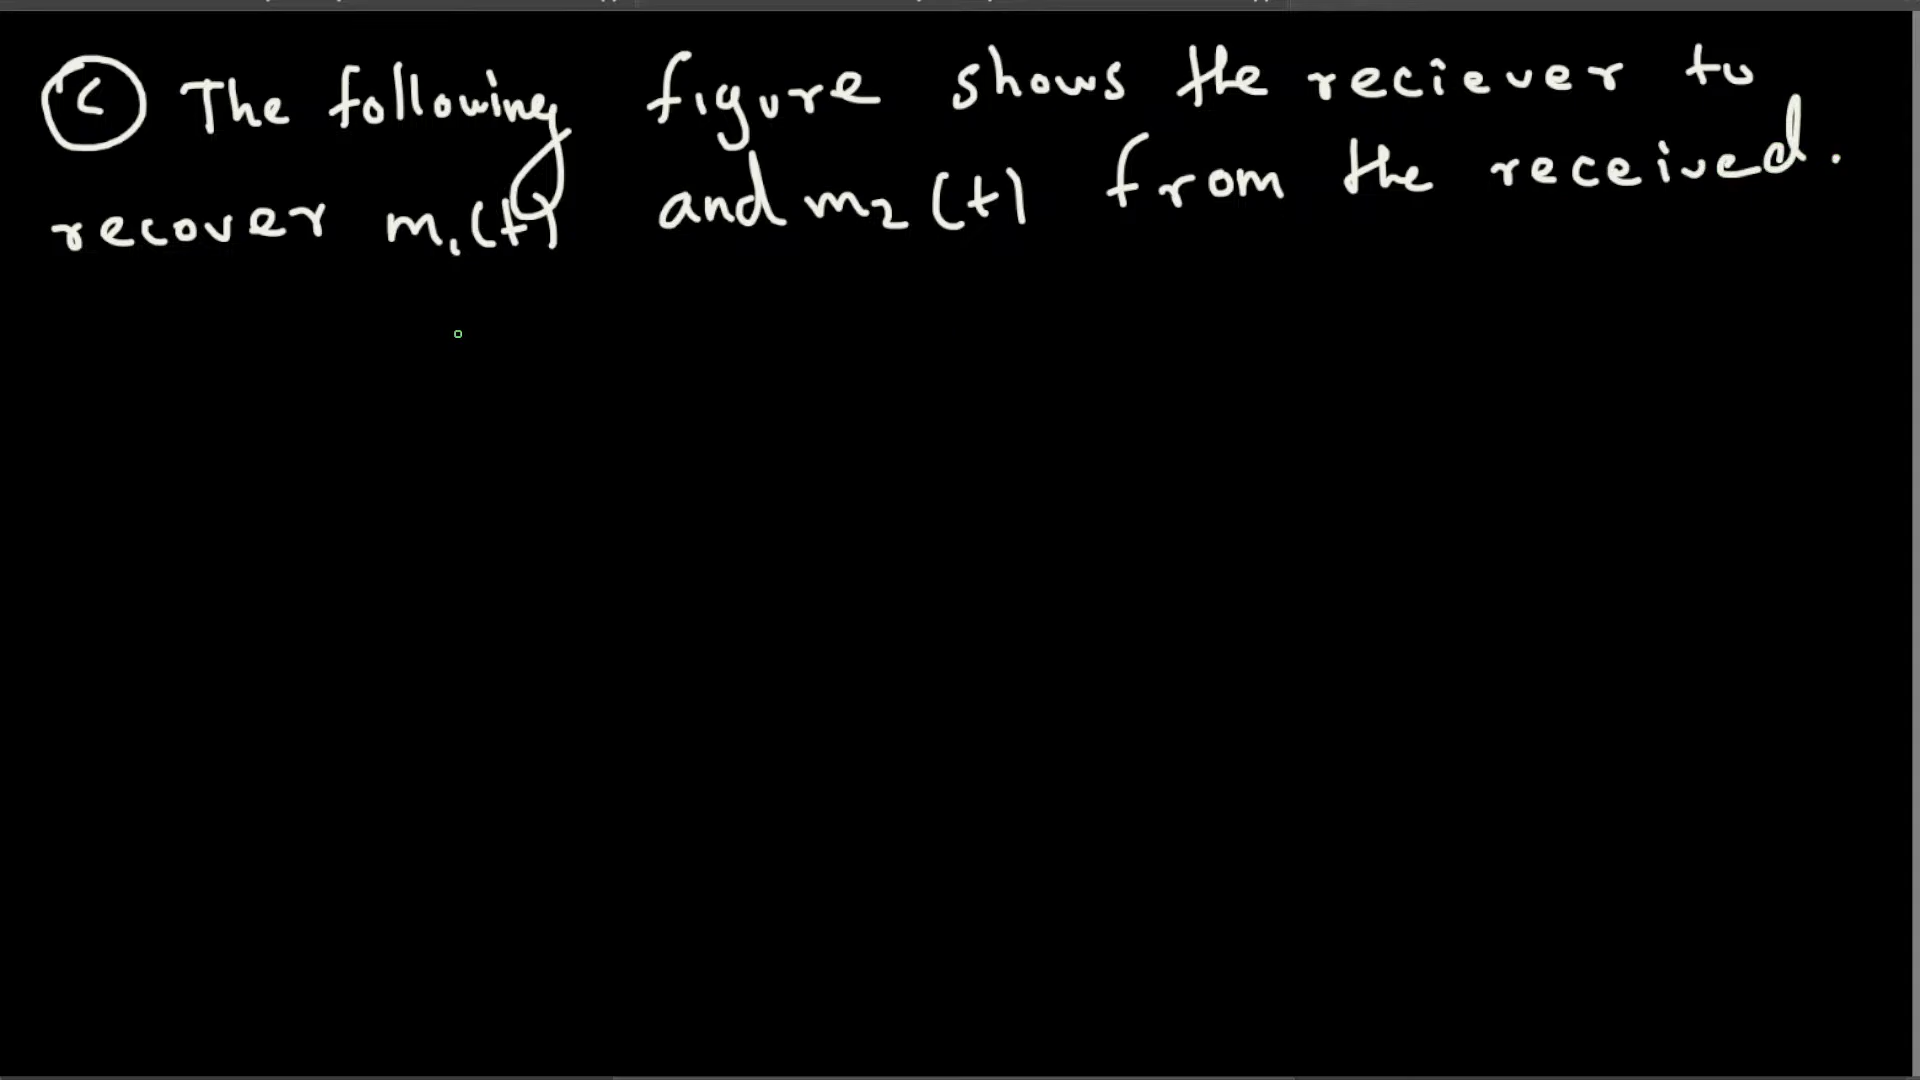 (c) The following figure shows the reciever to
recover m1(t) and m2(t) from the received.